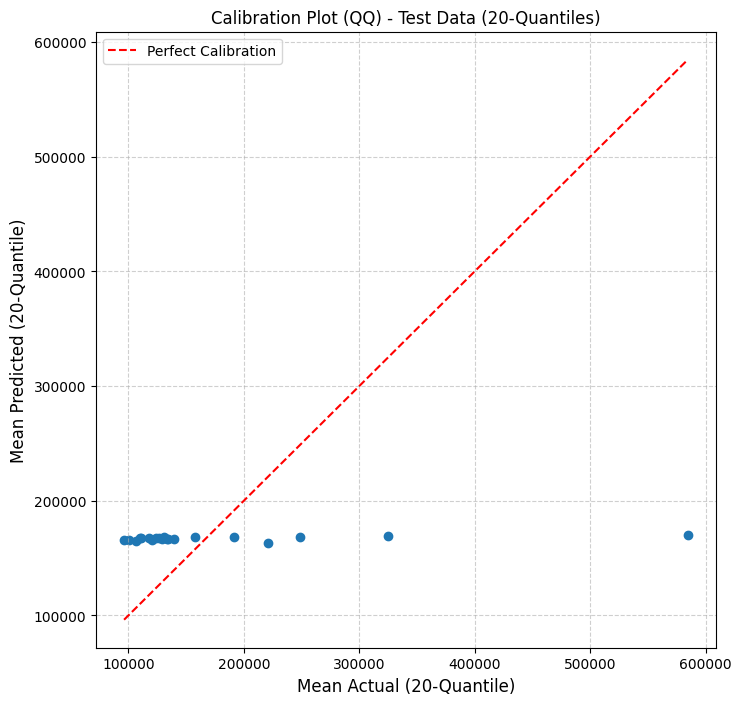 Calibration Plot (QQ) - Test Data (20-Quantiles)
Perfect Calibration
600000
500000
400000
300000
200000
100000
Mean Predicted (20-Quantile)
100000 200000 300000 400000 500000 600000
Mean Actual (20-Quantile)